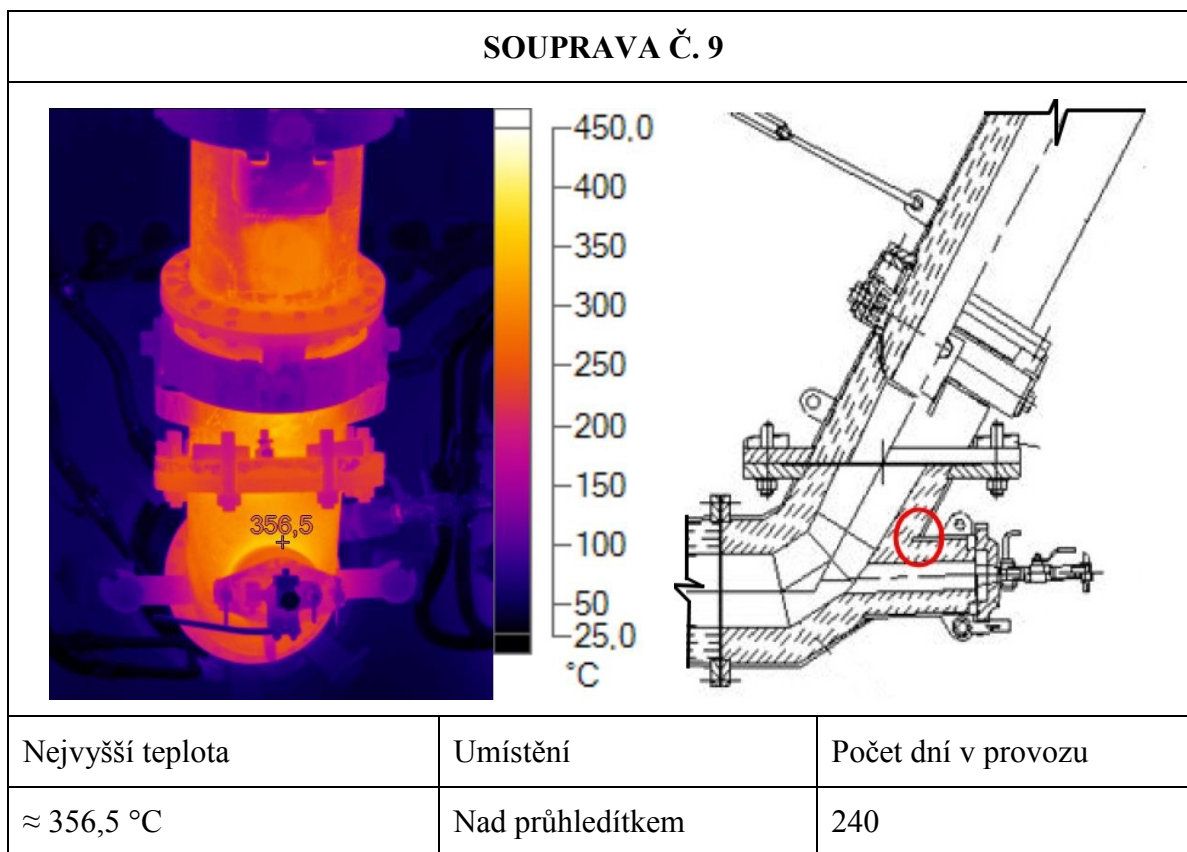 SOUPRAVA Č. 9
450,0
400
350
300
250
200
150
100
50
25,0
°C
356,5
Nejvyšší teplota
Umístění
Počet dní v provozu
≈ 356,5 °C
Nad průhledítkem
240